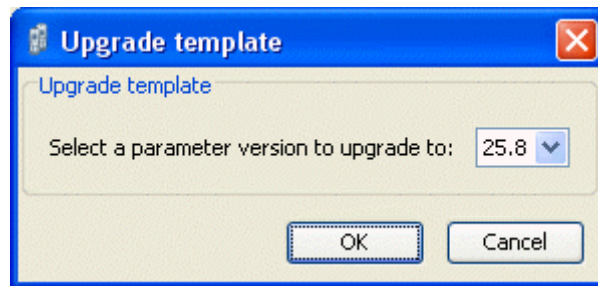 Upgrade template
Upgrade template
Select a parameter version to upgrade to: 25.8
OK Cancel